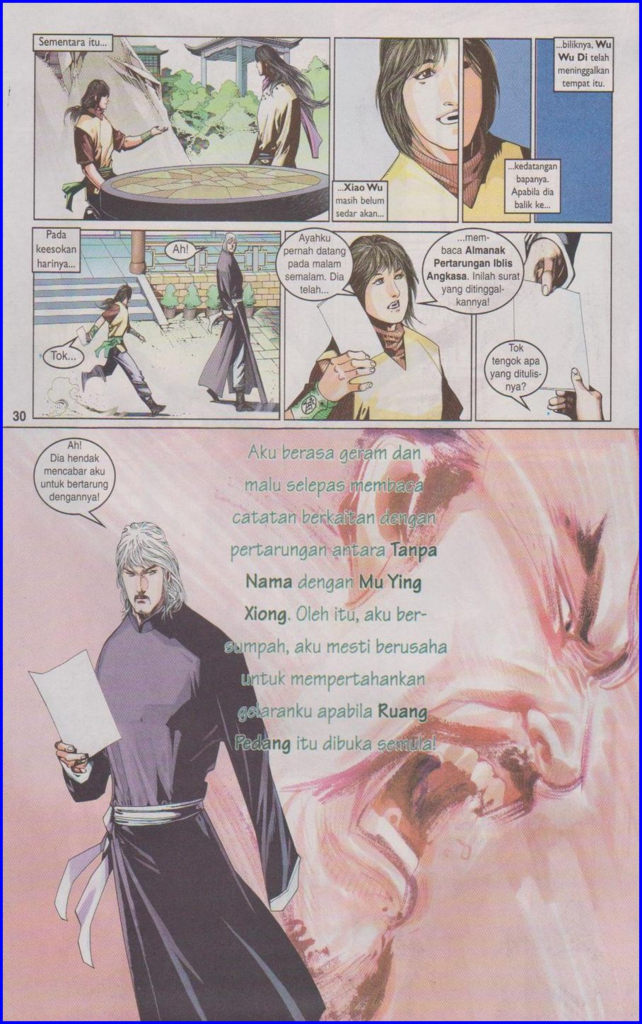 Sementara itu...
...Xiao Wu
masih belum
sedar akan...
...kedatangan
bapanya.
Apabila dia
balik ke...
...biliknya, Wu
Wu Di telah
meninggalkan
tempat itu.
Pada
keesokan
harinya...
Ah!
Tok...
Ayahku
pernah datang
pada malam
semalam. Dia
telah...
...mem-
baca Almanak
Pertarungan Iblis
Angkasa. Inilah surat
yang ditinggal-
kannya!
Tok
tengok apa
yang ditulis-
nya?
30
Ah!
Dia hendak
mencabar aku
untuk bertarung
dengannya!
Aku berasa geram dan
malu selepas membaca
catatan berkaitan dengan
pertarungan antara Tanpa
Nama dengan Mu Ying
Xiong. Oleh itu, aku ber-
sumpah, aku mesti berusaha
untuk mempertahankan
gelaranku apabila Ruang
Pedang itu dibuka semula!